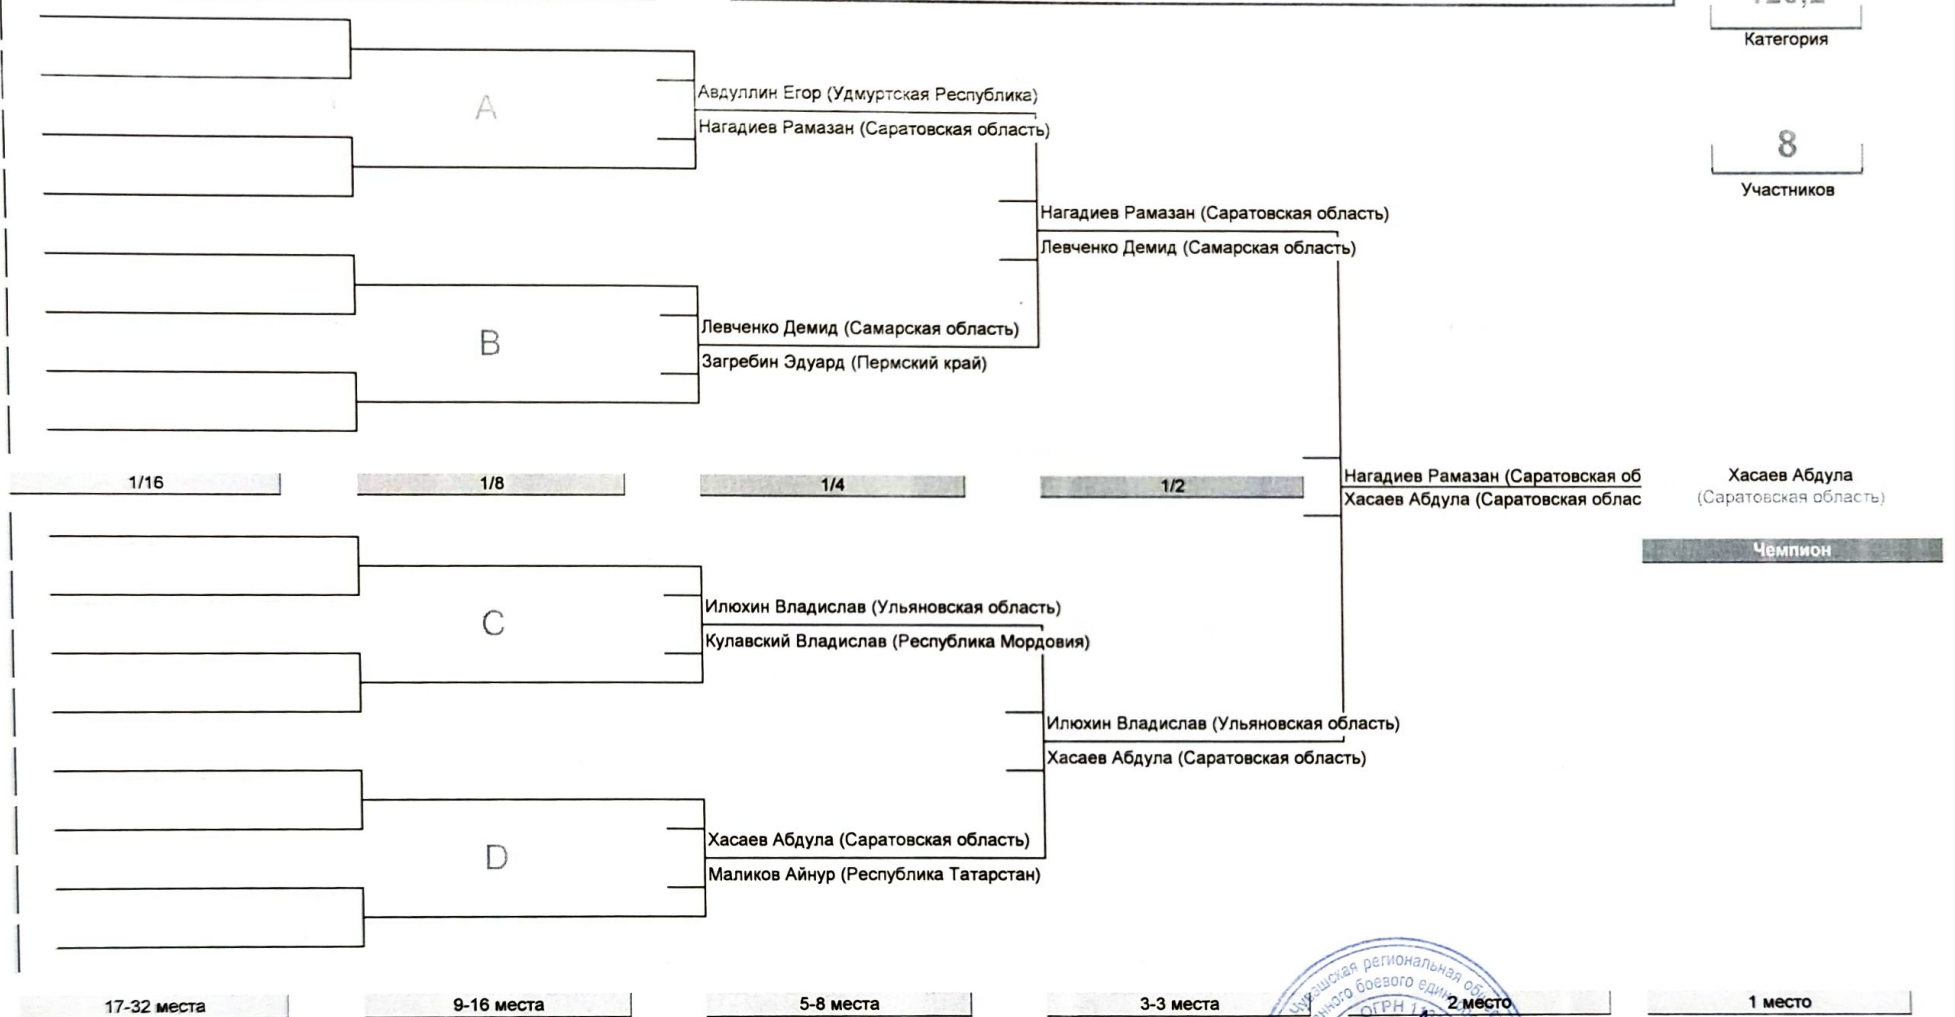 Категория
A
Авдуллин Егор (Удмуртская Республика)
Нагадиев Рамазан (Саратовская область)
8
Участников
Нагадиев Рамазан (Саратовская область)
Левченко Демид (Самарская область)
B
Левченко Демид (Самарская область)
Загребин Эдуард (Пермский край)
1/16
1/8
1/4
1/2
Нагадиев Рамазан (Саратовская об
Хасаев Абдула (Саратовская облас
Хасаев Абдула
(Саратовская область)
Чемпион
C
Илюхин Владислав (Ульяновская область)
Кулавский Владислав (Республика Мордовия)
Илюхин Владислав (Ульяновская область)
Хасаев Абдула (Саратовская область)
D
Хасаев Абдула (Саратовская область)
Маликов Айнур (Республика Татарстан)
Чувашская региональная
боевого
ОГРН
17-32 места
9-16 места
5-8 места
3-3 места
2 место
1 место